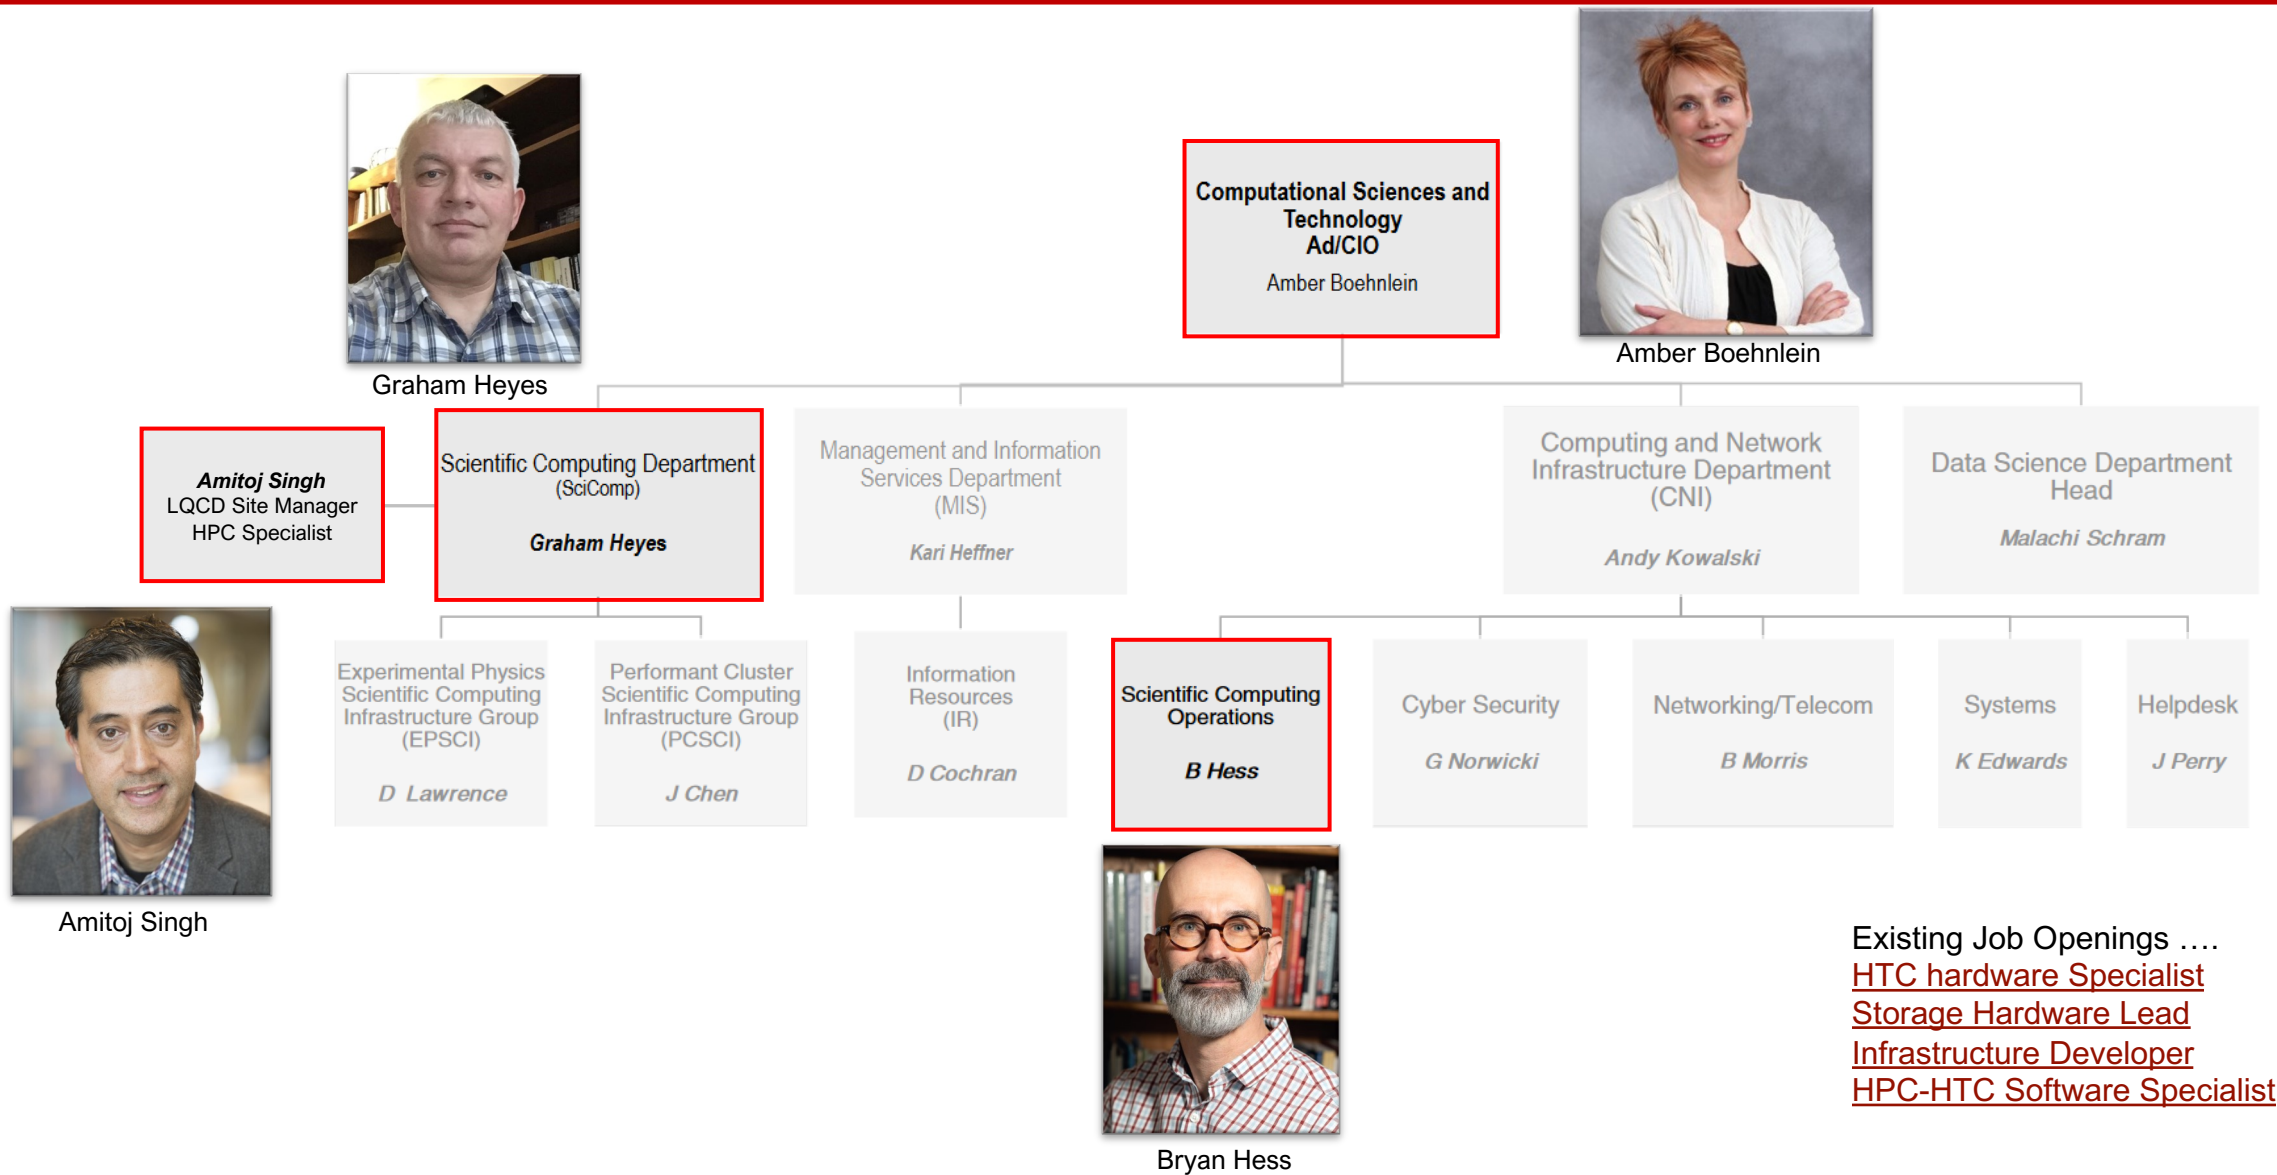 Computational Sciences and
Technology
Ad/CIO
Amber Boehnlein
Amber Boehnlein
Graham Heyes
Amitoj Singh
LQCD Site Manager
HPC Specialist
Scientific Computing Department
(SciComp)
Graham Heyes
Management and Information
Services Department
(MIS)
Kari Heffner
Computing and Network
Infrastructure Department
(CNI)
Andy Kowalski
Data Science Department
Head
Malachi Schram
Experimental Physics
Scientific Computing
Infrastructure Group
(EPSCI)
D Lawrence
Performant Cluster
Scientific Computing
Infrastructure Group
(PCSCI)
J Chen
Information
Resources
(IR)
D Cochran
Scientific Computing
Operations
B Hess
Cyber Security
G Norwicki
Networking/Telecom
B Morris
Systems
K Edwards
Helpdesk
J Perry
Amitoj Singh
Bryan Hess
Existing Job Openings ….
HTC hardware Specialist
Storage Hardware Lead
Infrastructure Developer
HPC-HTC Software Specialist